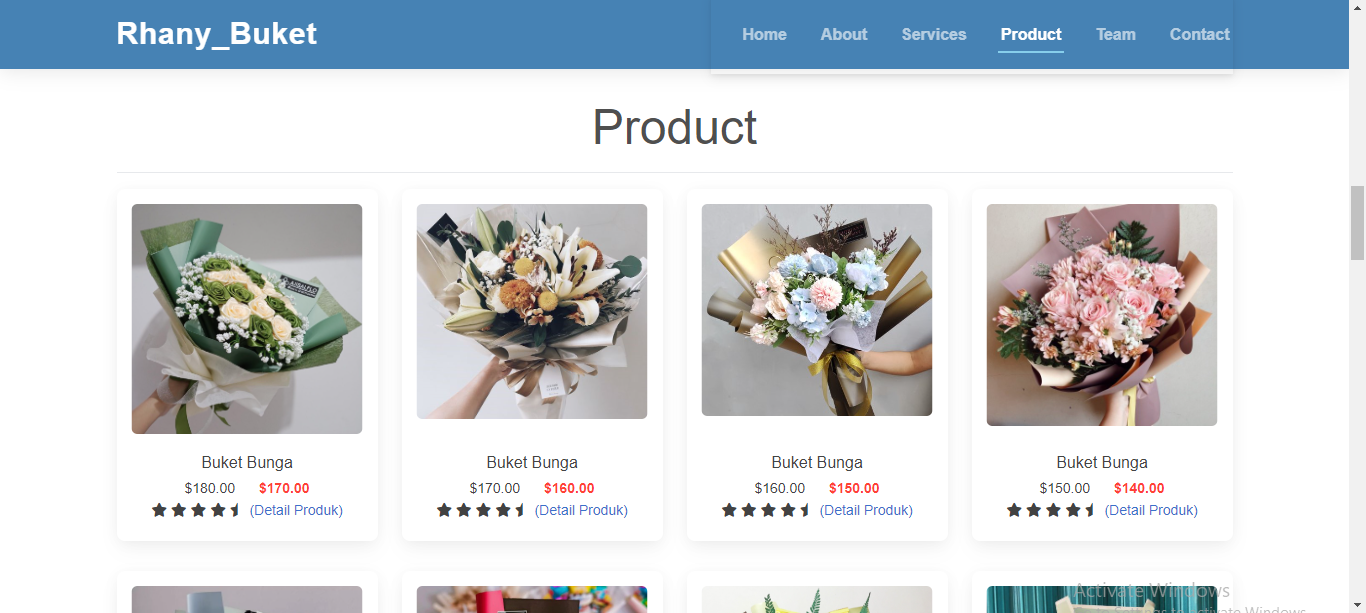 Rhany_Buket
Home About Services Product Team Contact
Product
Buket Bunga
$180.00 $170.00
(Detail Produk)
Buket Bunga
$170.00 $160.00
(Detail Produk)
Buket Bunga
$160.00 $150.00
(Detail Produk)
Buket Bunga
$150.00 $140.00
(Detail Produk)
Activate Windows